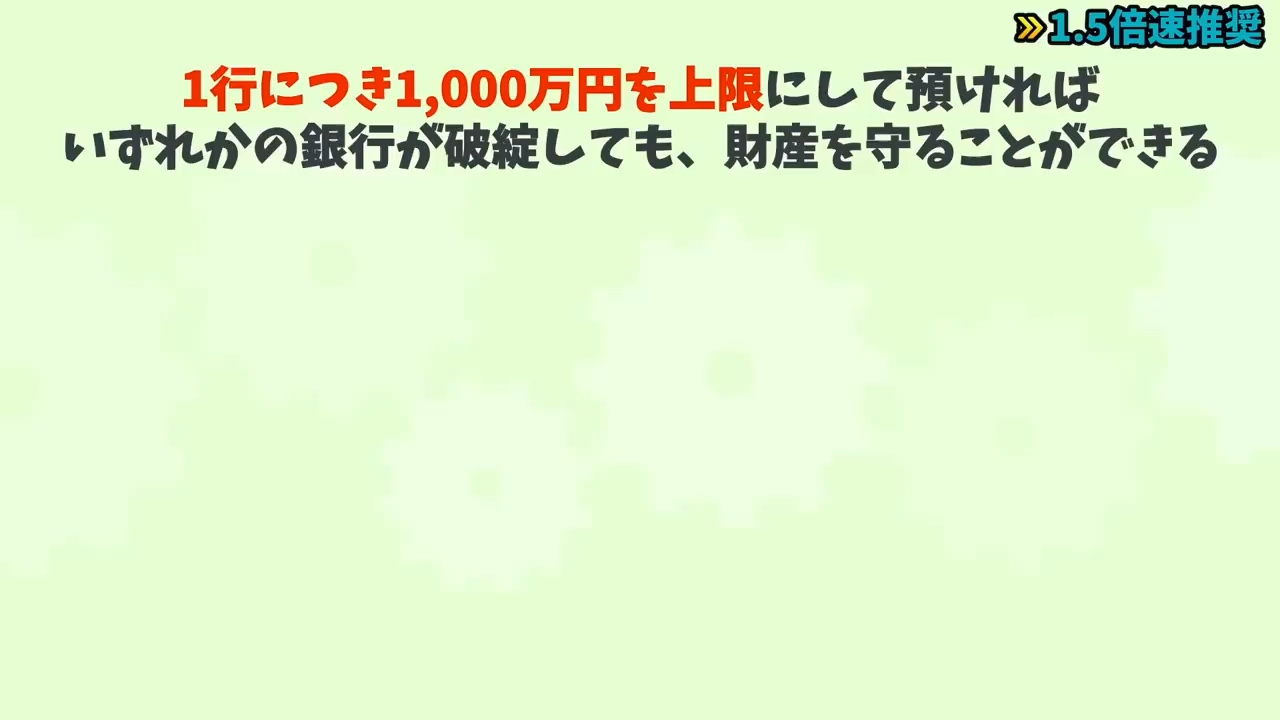 1.5倍速推奨
1行につき1,000万円を上限にして預ければ
いずれかの銀行が破綻しても、財産を守ることができる